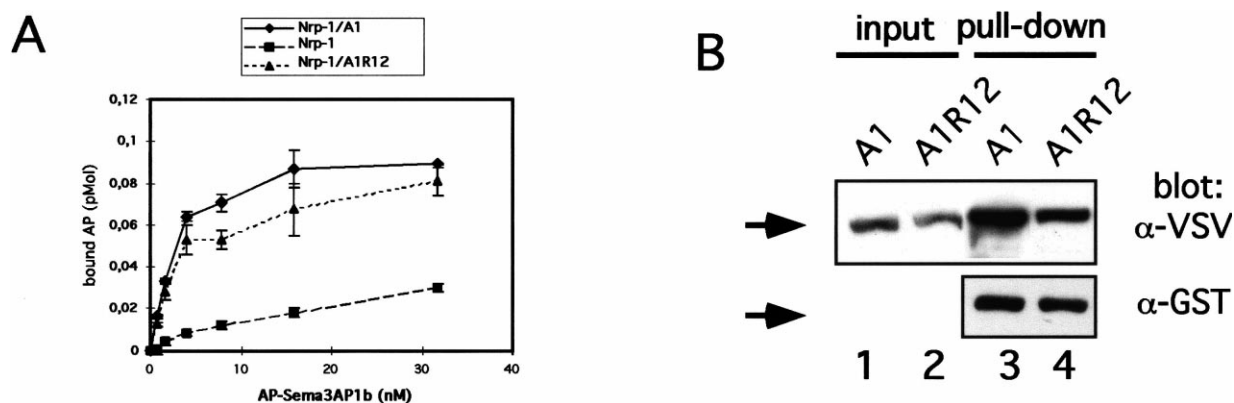 A
Nrp-1/A1
Nrp-1
Nrp-1/A1R12
0,12
0,1
0,08
0,06
0,04
0,02
0
bound AP (pMol)
0
10
20
30
40
AP-Sema3AP1b (nM)
B
input
pull-down
A1
A1R12
A1
A1R12
blot:
α-VSV
α-GST
1
2
3
4